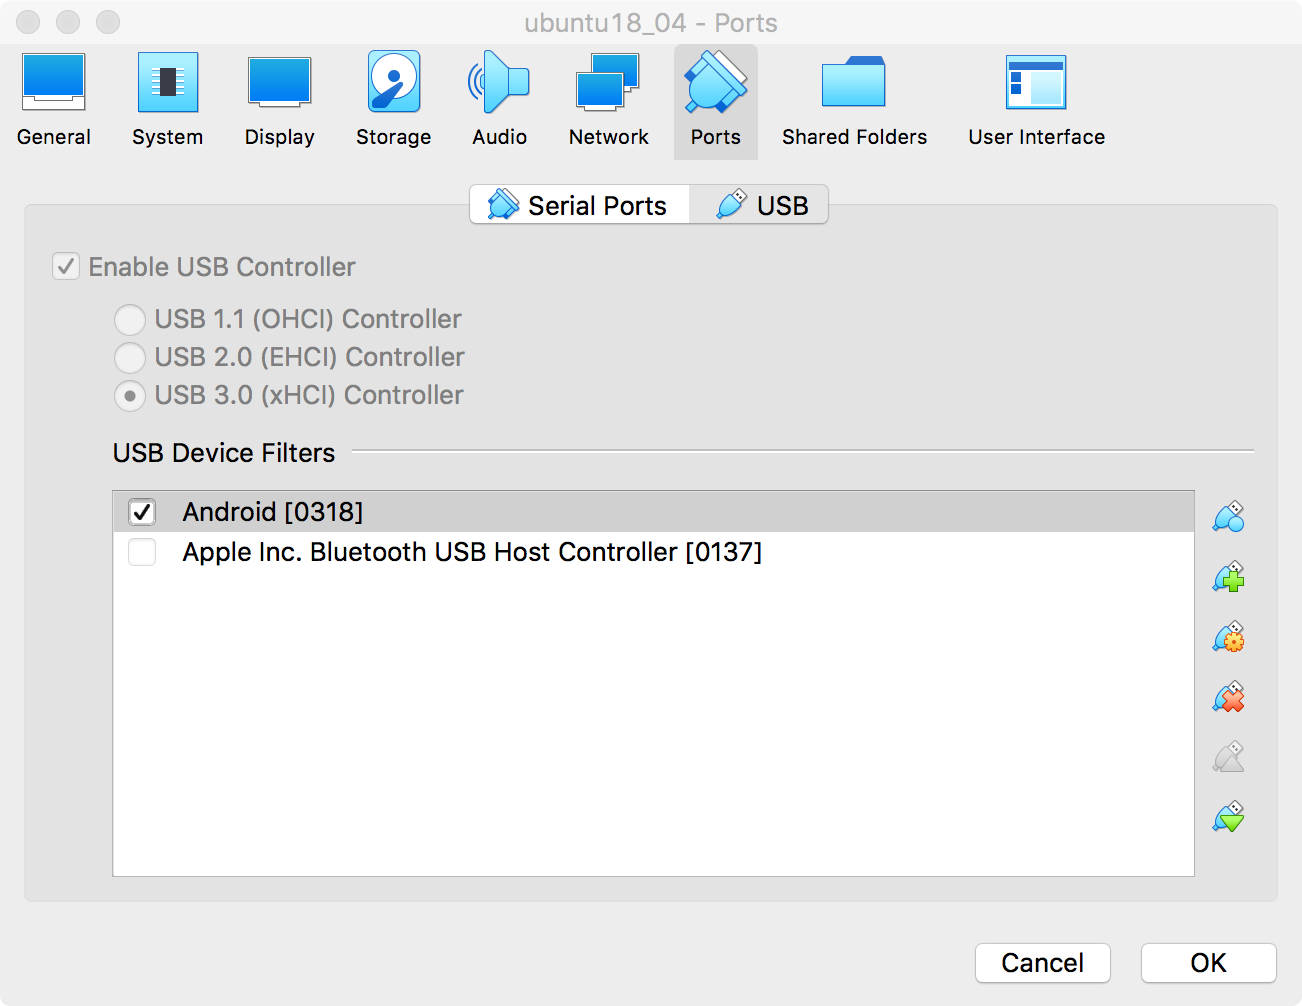 ubuntu18_04 - Ports
General System Display Storage Audio Network Ports Shared Folders User Interface
Serial Ports USB
Enable USB Controller
USB 1.1 (OHCI) Controller
USB 2.0 (EHCI) Controller
USB 3.0 (xHCI) Controller
USB Device Filters
Android [0318]
Apple Inc. Bluetooth USB Host Controller [0137]
Cancel OK